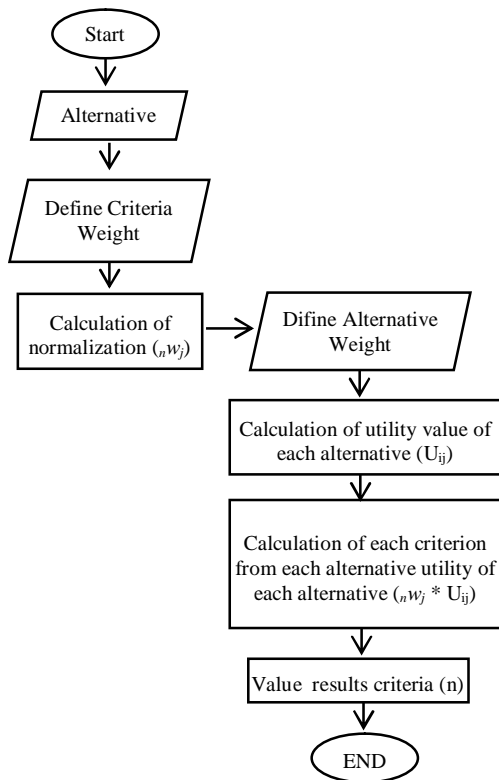 Start
Alternative
Define Criteria
Weight
Calculation of
normalization (nwj)
Difine Alternative
Weight
Calculation of utility value of
each alternative (Uij)
Calculation of each criterion
from each alternative utility of
each alternative (nwj * Uij)
Value results criteria (n)
END